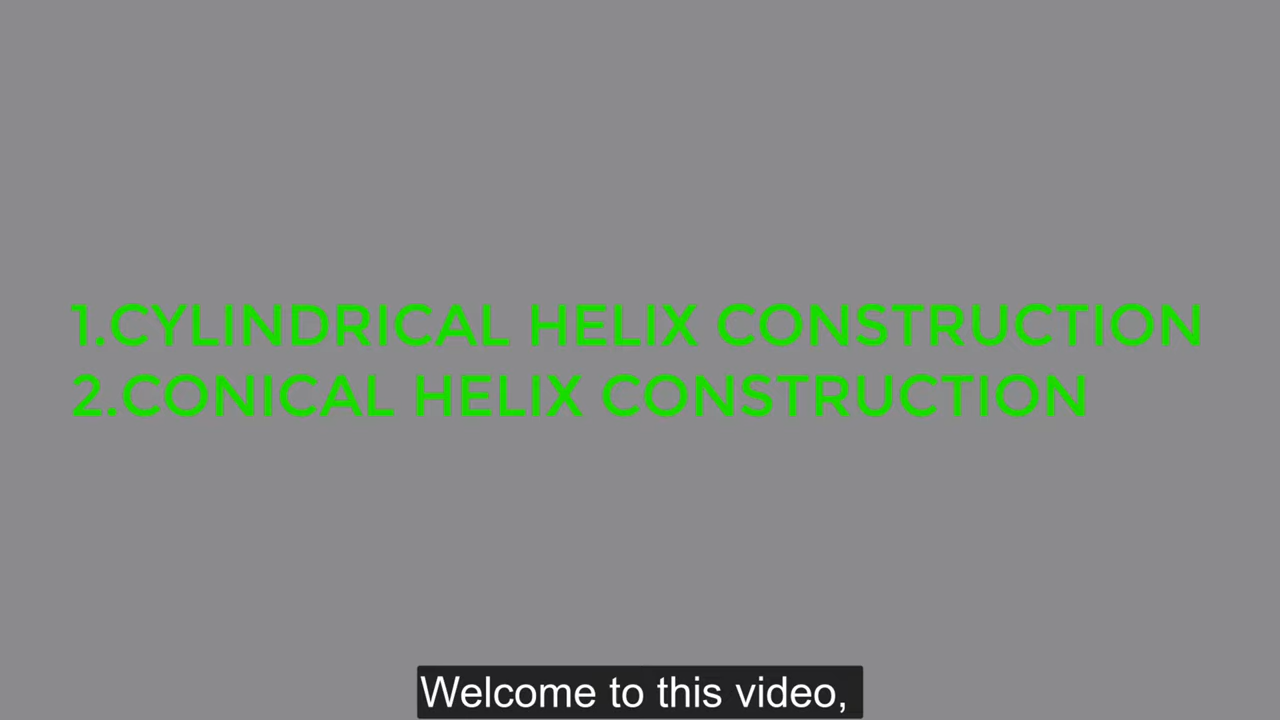 1.CYLINDRICAL HELIX CONSTRUCTION
2.CONICAL HELIX CONSTRUCTION
Welcome to this video,